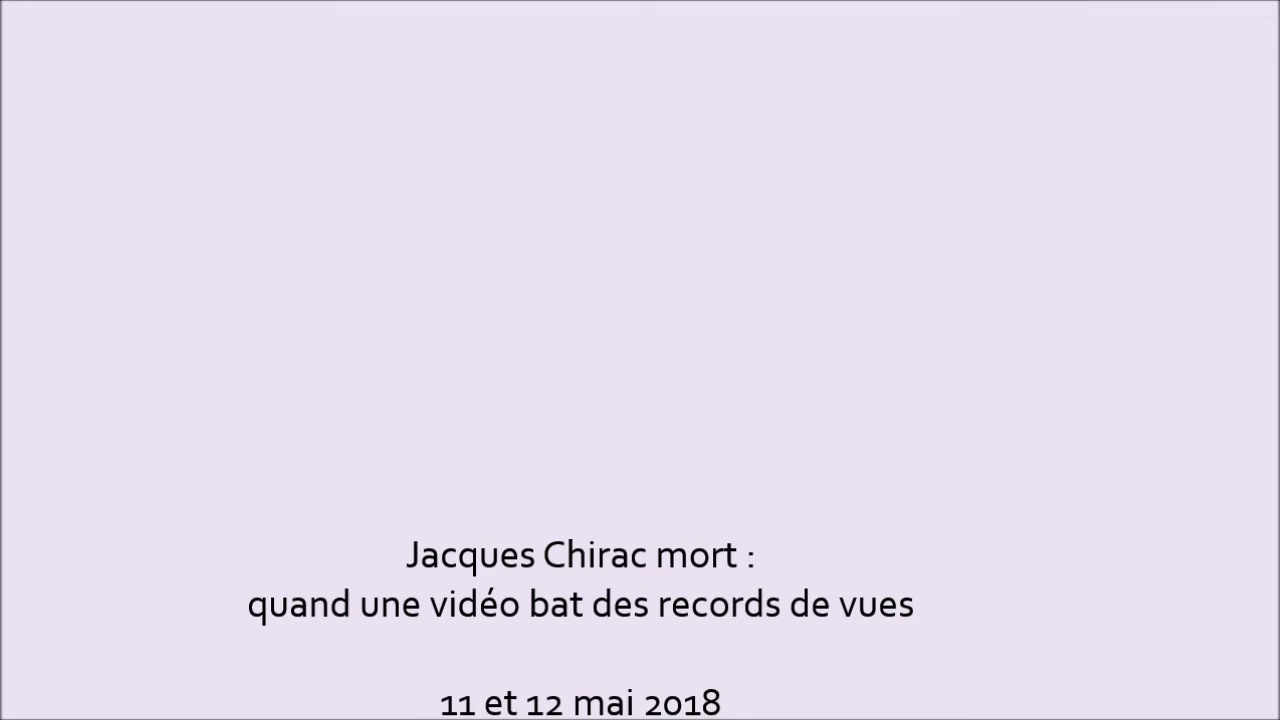 Jacques Chirac mort :
quand une vidéo bat des records de vues
11 et 12 mai 2018